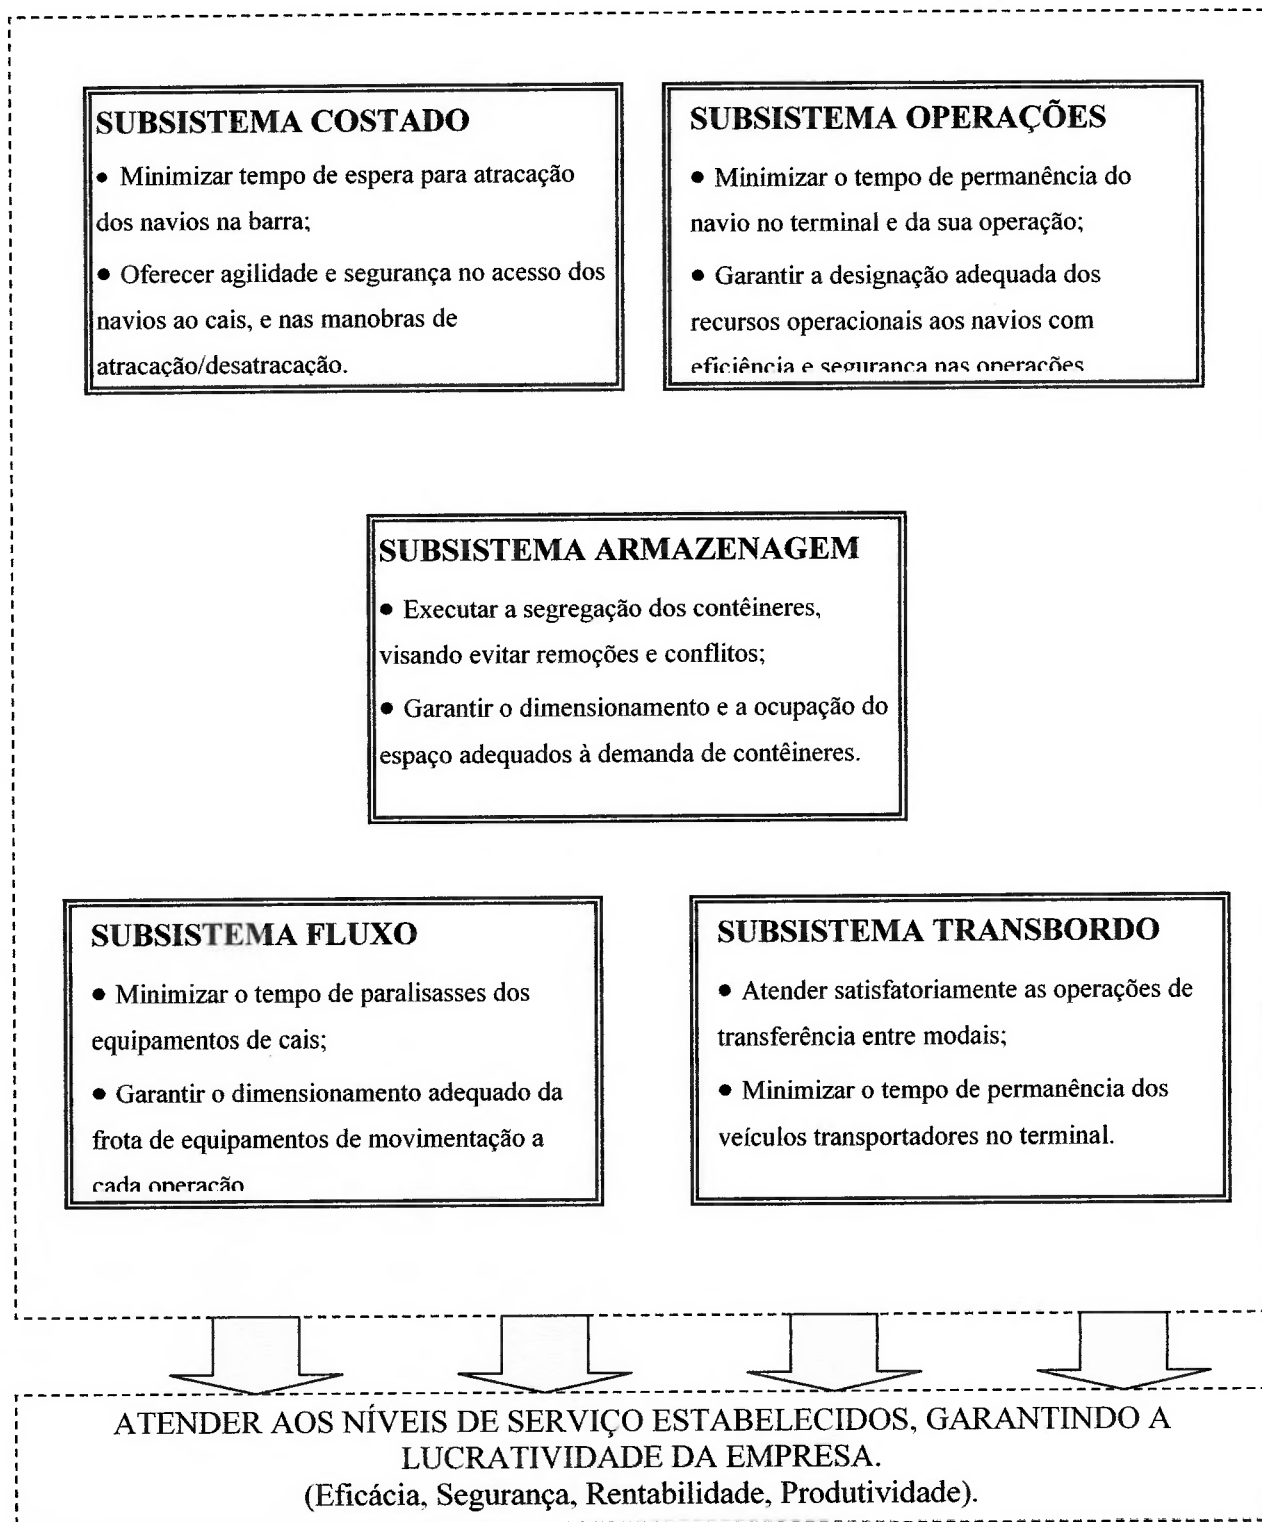 SUBSISTEMA COSTADO
• Minimizar tempo de espera para atracação
dos navios na barra;
• Oferecer agilidade e segurança no acesso dos
navios ao cais, e nas manobras de
atracação/desatracação.
SUBSISTEMA OPERAÇÕES
• Minimizar o tempo de permanência do
navio no terminal e da sua operação;
• Garantir a designação adequada dos
recursos operacionais aos navios com
eficiência e segurança nas operações
SUBSISTEMA ARMAZENAGEM
• Executar a segregação dos contêineres,
visando evitar remoções e conflitos;
• Garantir o dimensionamento e a ocupação do
espaço adequados à demanda de contêineres.
SUBSISTEMA FLUXO
• Minimizar o tempo de paralisasses dos
equipamentos de cais;
• Garantir o dimensionamento adequado da
frota de equipamentos de movimentação a
cada operação
SUBSISTEMA TRANSBORDO
• Atender satisfatoriamente as operações de
transferência entre modais;
• Minimizar o tempo de permanência dos
veículos transportadores no terminal.
ATENDER AOS NÍVEIS DE SERVIÇO ESTABELECIDOS, GARANTINDO A
LUCRATIVIDADE DA EMPRESA.
(Eficácia, Segurança, Rentabilidade, Produtividade).